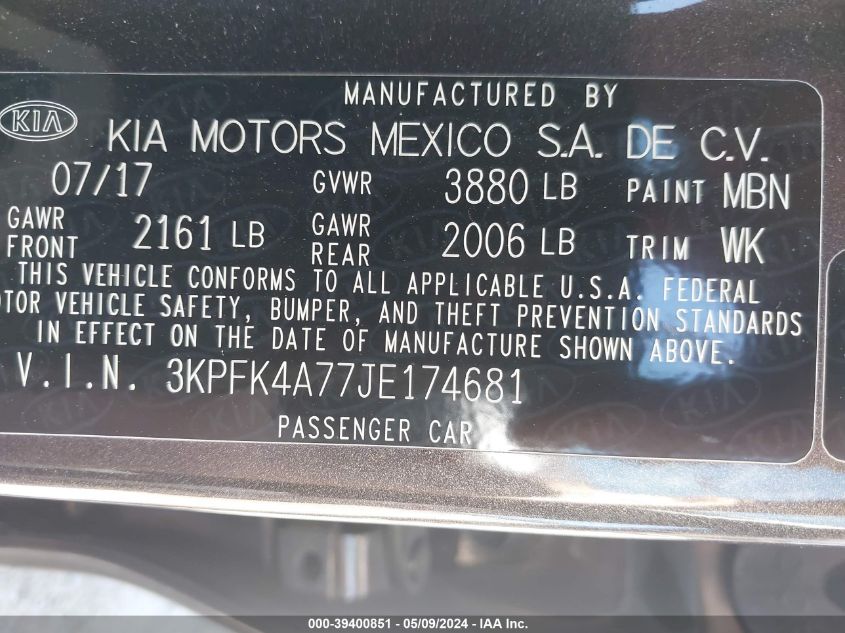 MANUFACTURED BY
KIA KIA MOTORS MEXICO S.A. DE C.V.
07/17 GVWR 3880 LB PAINT MBN
GAWR FRONT 2161 LB GAWR REAR 2006 LB TRIM WK
THIS VEHICLE CONFORMS TO ALL APPLICABLE U.S.A. FEDERAL
OTOR VEHICLE SAFETY, BUMPER, AND THEFT PREVENTION STANDARDS
IN EFFECT ON THE DATE OF MANUFACTURE SHOWN ABOVE.
V.I.N. 3KPFK4A77JE174681
PASSENGER CAR
000-39400851 - 05/09/2024 - IAA Inc.